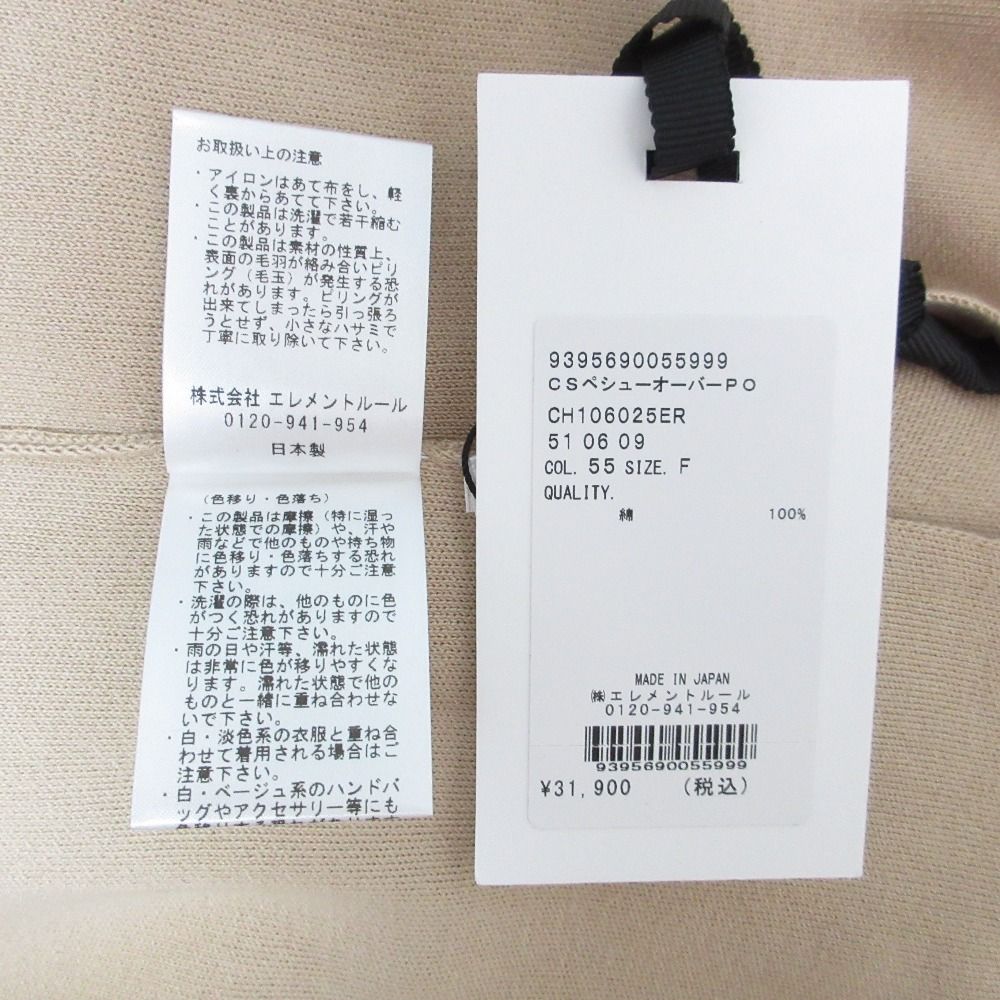 お取扱い上の注意
・アイロンはあて布をし、軽
く裏からあてて下さい。
・この製品は洗濯で若干縮む
ことがあります。
・この製品は素材の性質上、
表面の毛羽が絡み合いピリ
ング(毛玉)が発生する恐
れがあります。ピリングが
出来てしまったら引っ張ろ
うとせず、小さなハサミで
丁寧に取り除いて下さい。
株式会社 エレメントルール
0120-941-954
日本製
(色移り・色落ち)
・この製品は摩擦(特に湿っ
た状態での摩擦)や、汗や
雨などで他のものや持ち物
に色移り・色落ちする恐れ
がありますので十分ご注意
下さい。
・洗濯の際は、他のものに色
がつく恐れがありますので
十分ご注意下さい。
・雨の日や汗等、濡れた状態
は非常に色が移りやすくな
ります。濡れた状態で他の
ものと一緒に重ね合わせな
いで下さい。
・白・淡色系の衣服と重ね合
わせて着用される場合はご
注意下さい。
・白・ベージュ系のハンドバ
ッグやアクセサリー等にも
9395690055999
CSペシューオーバーPO
CH106025ER
51 06 09
COL. 55 SIZE. F
QUALITY.
綿 100%
MADE IN JAPAN
㈱エレメントルール
0120-941-954
9395690055999
¥31,900 (税込)